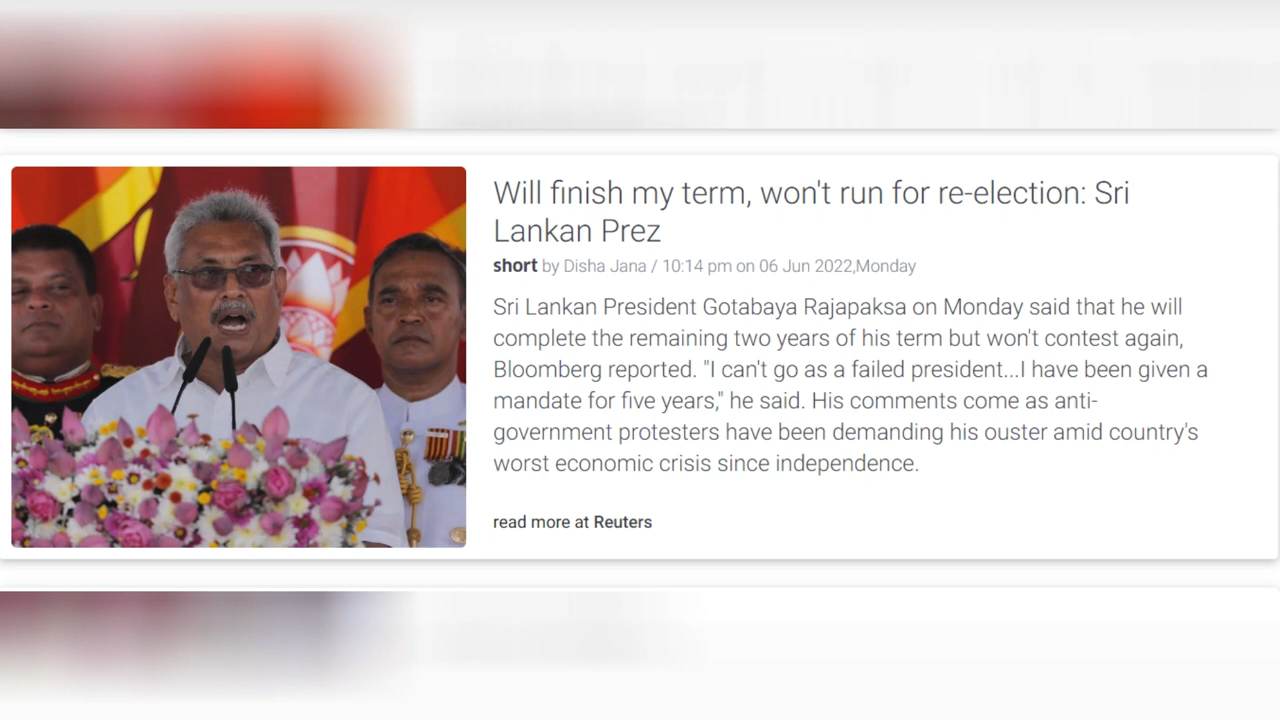 Will finish my term, won't run for re-election: Sri
Lankan Prez
short by Disha Jana / 10:14 pm on 06 Jun 2022,Monday
Sri Lankan President Gotabaya Rajapaksa on Monday said that he will
complete the remaining two years of his term but won't contest again,
Bloomberg reported. "I can't go as a failed president...I have been given a
mandate for five years," he said. His comments come as anti-
government protesters have been demanding his ouster amid country's
worst economic crisis since independence.
read more at Reuters